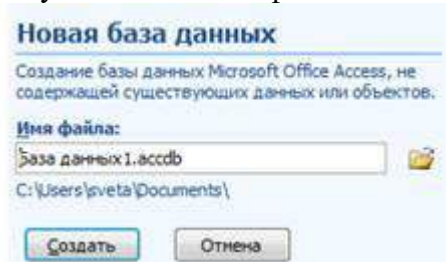 Новая база данных
Создание базы данных Microsoft Office Access, не
содержащей существующих данных или объектов.
Имя файла:
База данных1.accdb
C:\Users\sveta\Documents\
Создать
Отмена